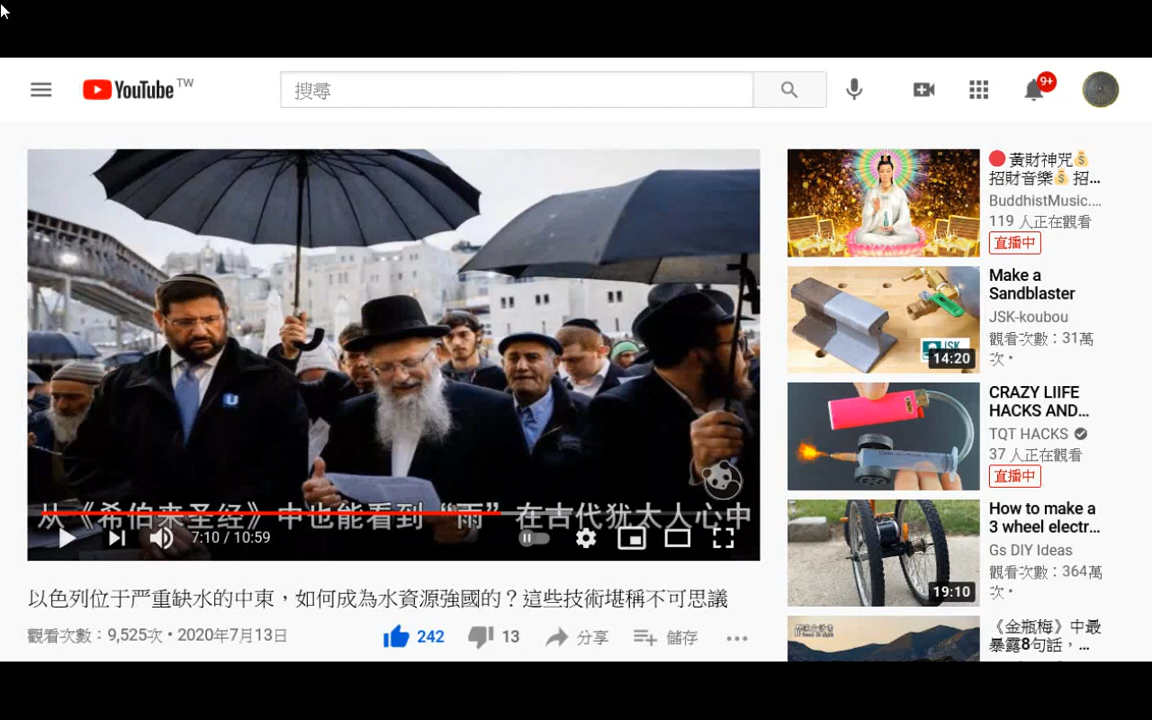 YouTube TW
搜尋
9+
从《希伯来圣经》中也能看到“雨”在古代犹太人心中
7:10 / 10:59
以色列位于严重缺水的中東，如何成為水資源強國的？這些技術堪稱不可思議
觀看次數：9,525次 • 2020年7月13日
242
13
分享
儲存
黃財神咒
招財音樂 招...
BuddhistMusic....
119 人正在觀看
直播中
Make a
Sandblaster
JSK-koubou
觀看次數：31萬
次 •
JSK
14:20
CRAZY LIIFE
HACKS AND...
TQT HACKS
37 人正在觀看
直播中
How to make a
3 wheel electr...
Gs DIY Ideas
觀看次數：364萬
次 •
19:10
《金瓶梅》中最
暴露8句話，...